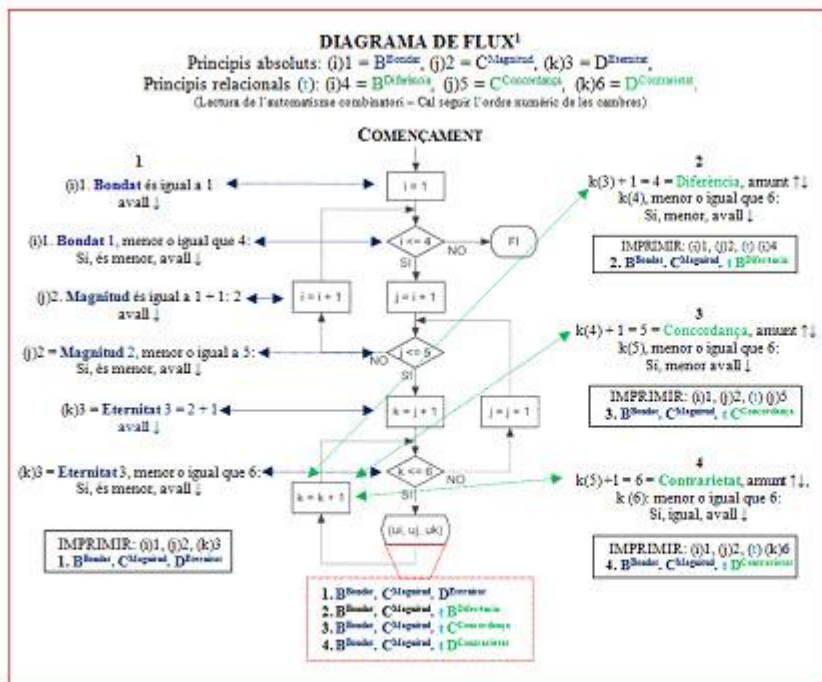 DIAGRAMA DE FLUX¹
Principis absoluts: (i)1 = B^Bondat, (j)2 = C^Magnitud, (k)3 = D^Eternitat,
Principis relacionals (t): (i)4 = B^Diferència, (j)5 = C^Concordança, (k)6 = D^Contrarietat.
(Lectura de l'automatisme combinatori – Cal seguir l'ordre numèric de les cambres)
COMENÇAMENT
1
(i)1. Bondat és igual a 1
avall ↓
(i)1. Bondat 1, menor o igual que 4:
Sí, és menor, avall ↓
(j)2. Magnitud és igual a 1 + 1: 2
avall ↓
(j)2 = Magnitud 2, menor o igual a 5:
Sí, és menor, avall ↓
(k)3 = Eternitat 3 = 2 + 1
avall ↓
(k)3 = Eternitat 3, menor o igual que 6:
Sí, és menor, avall ↓
IMPRIMIR: (i)1, (j)2, (k)3
1. B^Bondat, C^Magnitud, D^Eternitat
i = 1
i <= 4
NO
FI
SI
i = i + 1
j = i + 1
j <= 5
NO
SI
k = j + 1
j = j + 1
k <= 6
NO
SI
k = k + 1
(ui, uj, uk)
1. B^Bondat, C^Magnitud, D^Eternitat
2. B^Bondat, C^Magnitud, t B^Diferència
3. B^Bondat, C^Magnitud, t C^Concordança
4. B^Bondat, C^Magnitud, t D^Contrarietat
2
k(3) + 1 = 4 = Diferència, amunt ↑↓
k(4), menor o igual que 6:
Sí, menor, avall ↓
IMPRIMIR: (i)1, (j)2, (t) (i)4
2. B^Bondat, C^Magnitud, t B^Diferència
3
k(4) + 1 = 5 = Concordança, amunt ↑↓
k(5), menor o igual que 6:
Sí, menor avall ↓
IMPRIMIR: (i)1, (j)2, (t) (j)5
3. B^Bondat, C^Magnitud, t C^Concordança
4
k(5) +1 = 6 = Contrarietat, amunt ↑↓,
k (6): menor o igual que 6:
Sí, igual, avall ↓
IMPRIMIR: (i)1, (j)2, (t) (k)6
4. B^Bondat, C^Magnitud, t D^Contrarietat